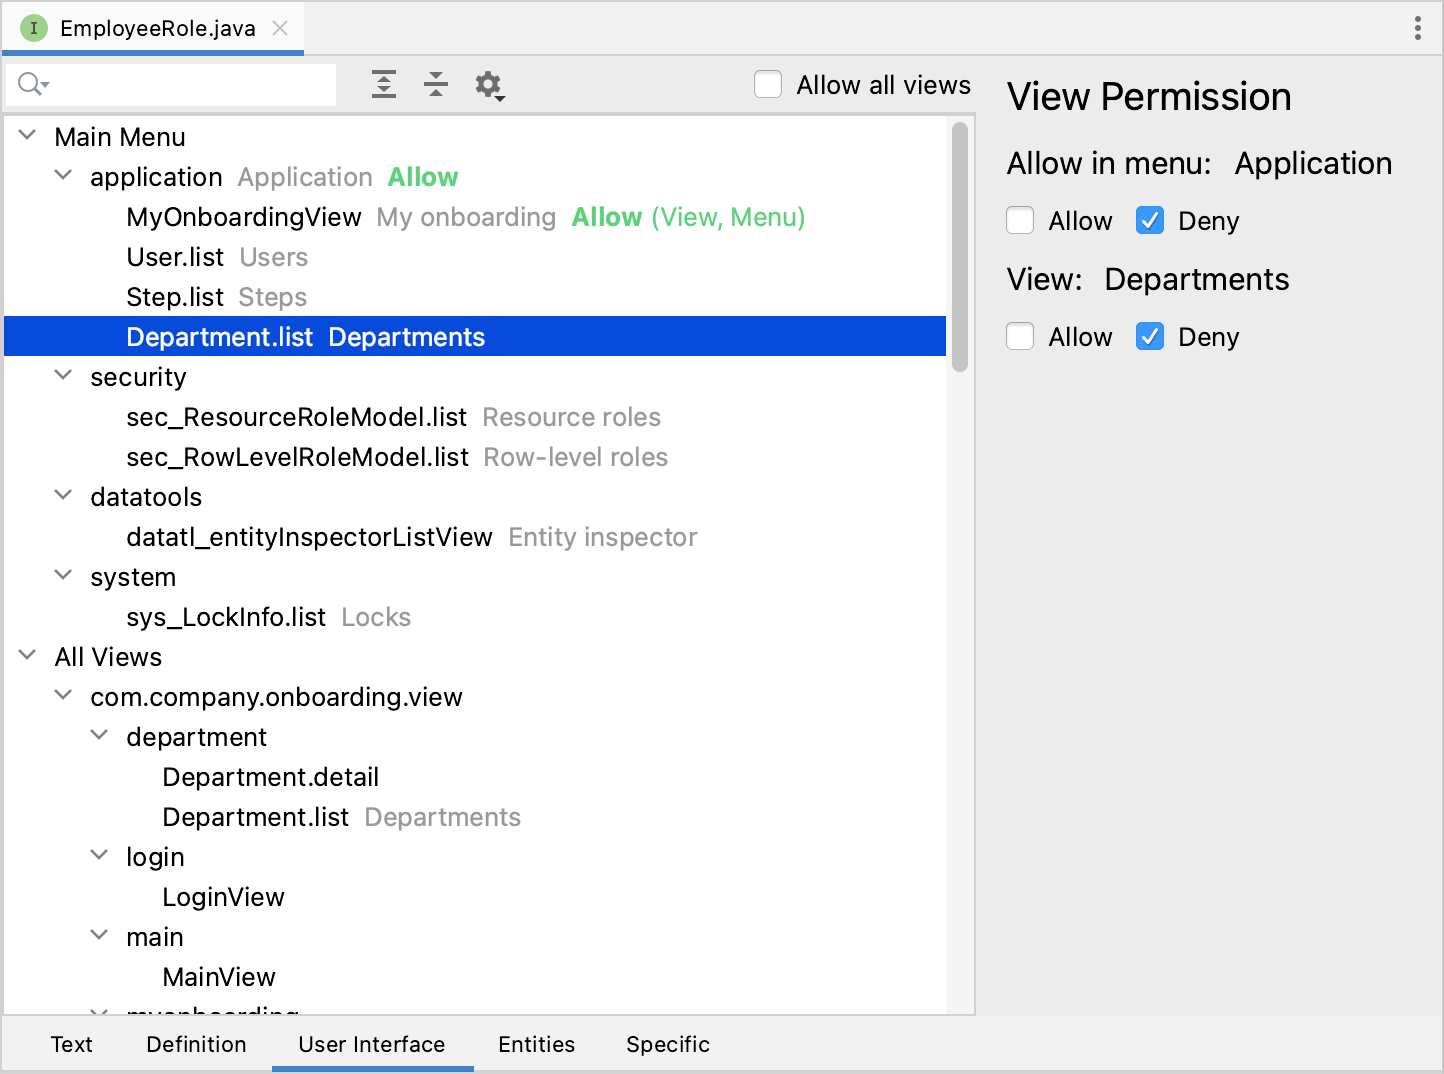 I EmployeeRole.java
Allow all views
Main Menu
application Application Allow
MyOnboardingView My onboarding Allow (View, Menu)
User.list Users
Step.list Steps
Department.list Departments
security
sec_ResourceRoleModel.list Resource roles
sec_RowLevelRoleModel.list Row-level roles
datatools
datatl_entityInspectorListView Entity inspector
system
sys_LockInfo.list Locks
All Views
com.company.onboarding.view
department
Department.detail
Department.list Departments
login
LoginView
main
MainView
myonboarding
View Permission
Allow in menu: Application
Allow Deny
View: Departments
Allow Deny
Text Definition User Interface Entities Specific